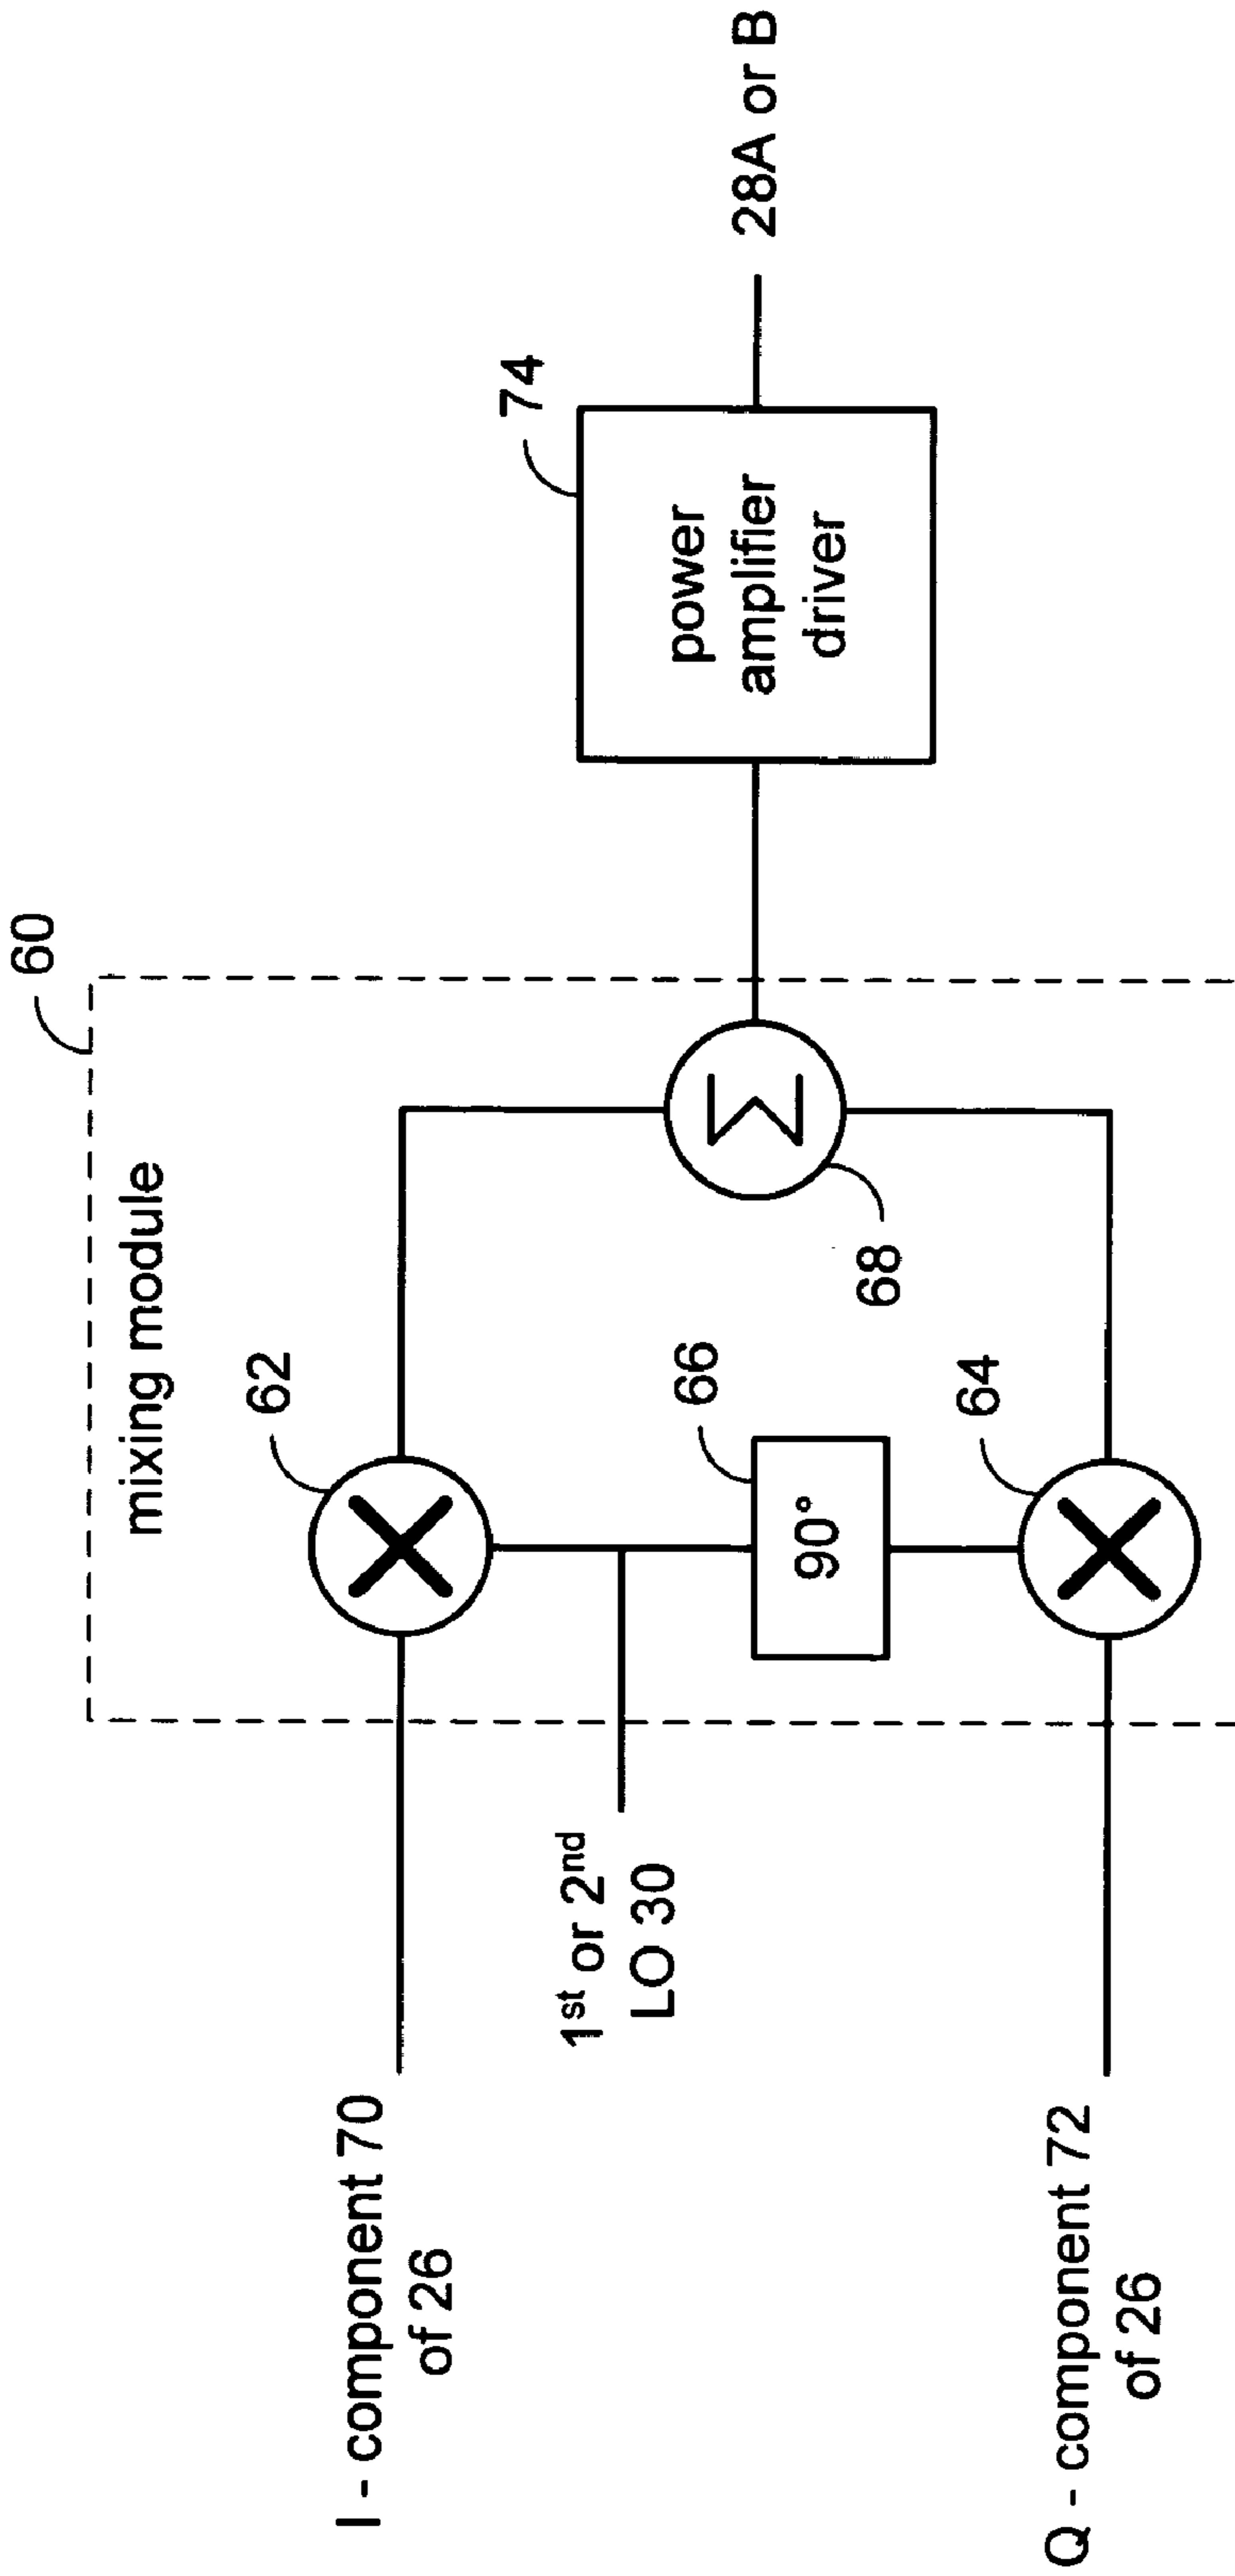 60
mixing module
62
I - component 70
of 26
1st or 2nd
LO 30
66
90°
68
Σ
64
Q - component 72
of 26
74
power
amplifier
driver
28A or B